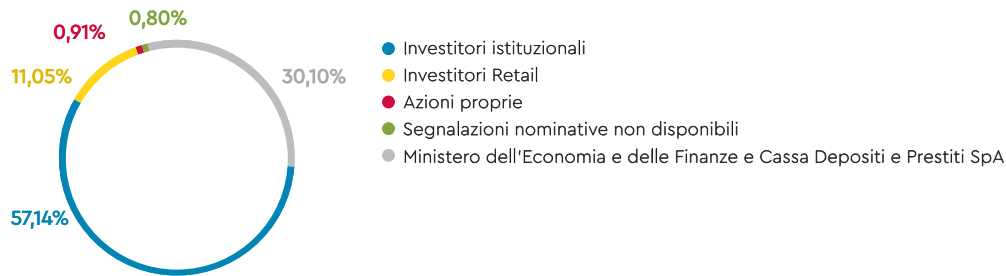 0,80%
0,91%
11,05%
30,10%
57,14%
Investitori istituzionali
Investitori Retail
Azioni proprie
Segnalazioni nominative non disponibili
Ministero dell'Economia e delle Finanze e Cassa Depositi e Prestiti SpA